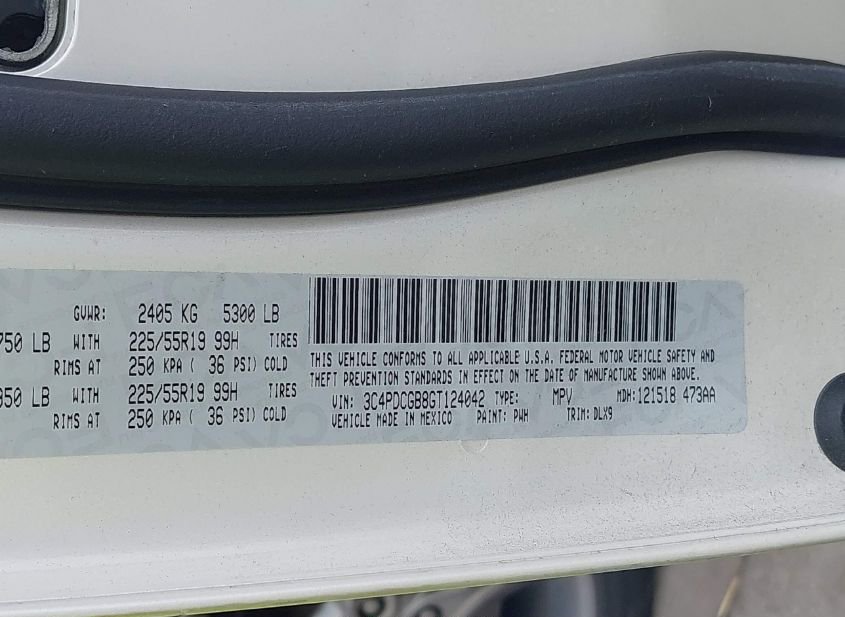 GVWR: 2405 KG 5300 LB
750 LB WITH 225/55R19 99H TIRES
RIMS AT 250 KPA ( 36 PSI) COLD
850 LB WITH 225/55R19 99H TIRES
RIMS AT 250 KPA ( 36 PSI) COLD
THIS VEHICLE CONFORMS TO ALL APPLICABLE U.S.A. FEDERAL MOTOR VEHICLE SAFETY AND
THEFT PREVENTION STANDARDS IN EFFECT ON THE DATE OF MANUFACTURE SHOWN ABOVE.
VIN: 3C4PDCGB8GT124042 TYPE: MPV MDH:121518 473AA
VEHICLE MADE IN MEXICO PAINT: PWH TRIM: DLX9